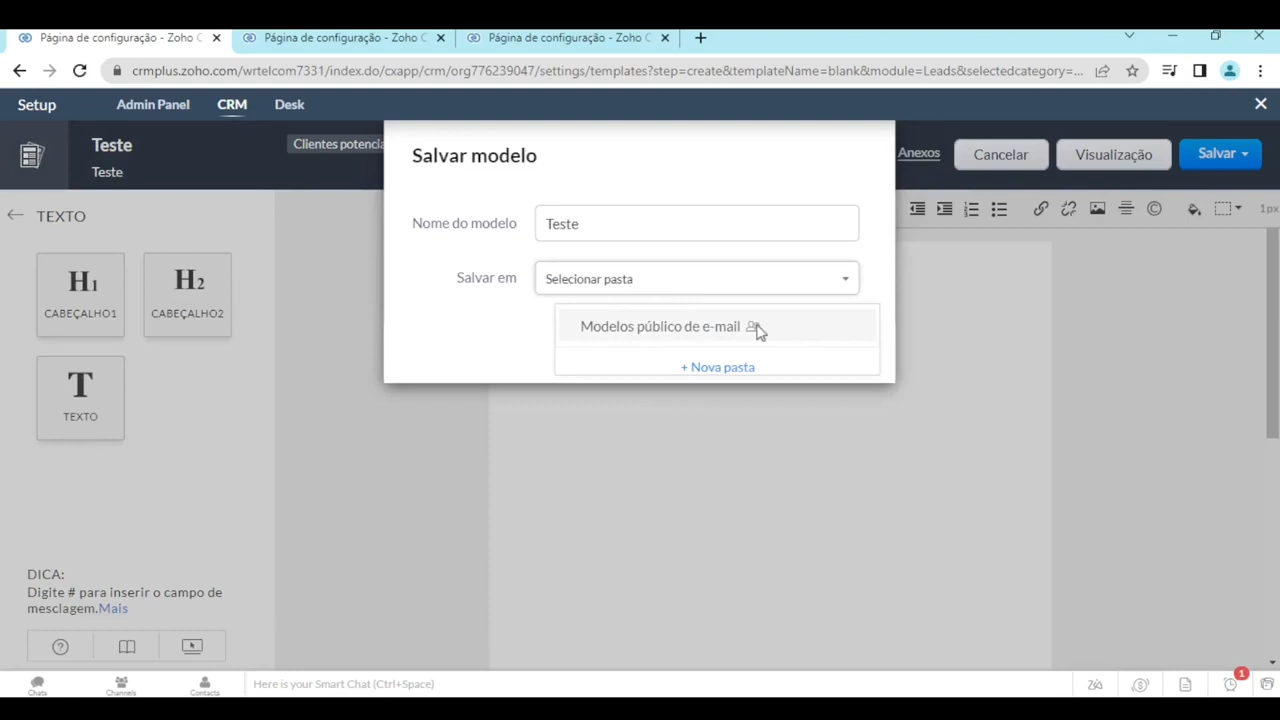 Página de configuração - Zoho C
Página de configuração - Zoho C
Página de configuração - Zoho C
crmplus.zoho.com/wrtelcom7331/index.do/cxapp/crm/org776239047/settings/templates?step=create&templateName=blank&module=Leads&selectedcategory=...
Setup
Admin Panel
CRM
Desk
Teste
Teste
Clientes potencia
Anexos
Cancelar
Visualização
Salvar
Salvar modelo
Nome do modelo
Teste
Salvar em
Selecionar pasta
Modelos público de e-mail
+ Nova pasta
1px
TEXTO
H1
CABEÇALHO1
H2
CABEÇALHO2
T
TEXTO
DICA:
Digite # para inserir o campo de
mesclagem.Mais
Chats
Channels
Contacts
Here is your Smart Chat (Ctrl+Space)
1